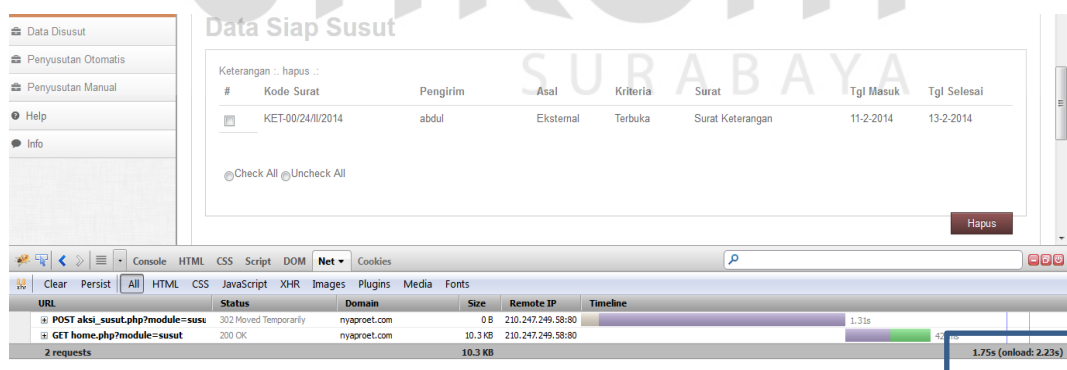 Data Disusut
Penyusutan Otomatis
Penyusutan Manual
Help
Info
Data Siap Susut
SURABAYA
Keterangan :. hapus .:
# Kode Surat Pengirim Asal Kriteria Surat Tgl Masuk Tgl Selesai
KET-00/24/II/2014 abdul Eksternal Terbuka Surat Keterangan 11-2-2014 13-2-2014
Check All Uncheck All
Hapus
Console HTML CSS Script DOM Net Cookies
Clear Persist All HTML CSS JavaScript XHR Images Plugins Media Fonts
URL Status Domain Size Remote IP Timeline
POST aksi_susut.php?module=susu 302 Moved Temporarily nyaproet.com 0 B 210.247.249.58:80 1.31s
GET home.php?module=susut 200 OK nyaproet.com 10.3 KB 210.247.249.58:80
2 requests 10.3 KB 1.75s (onload: 2.23s)